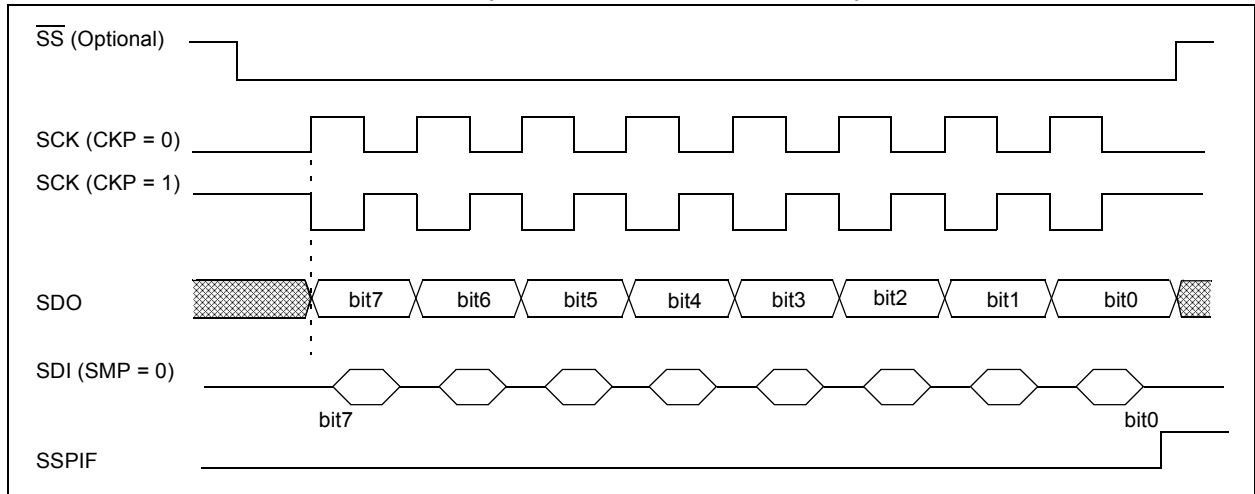 SS (Optional)
SCK (CKP = 0)
SCK (CKP = 1)
SDO bit7 bit6 bit5 bit4 bit3 bit2 bit1 bit0
SDI (SMP = 0)
bit7 bit0
SSPIF